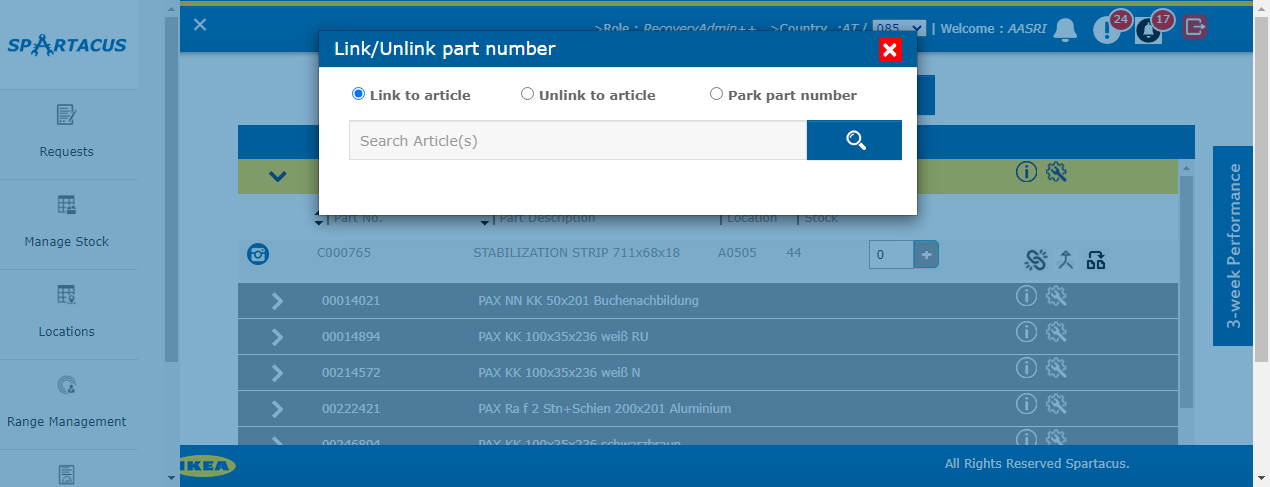 SPARTACUS
Requests
Manage Stock
Locations
Range Management
>Role : RecoveryAdmin++ >Country :AT / 085 | Welcome : AASRI
24
17
Link/Unlink part number
Link to article
Unlink to article
Park part number
Search Article(s)
| Part No. | Part Description | Location | Stock
C000765 STABILIZATION STRIP 711x68x18 A0505 44 0 +
00014021 PAX NN KK 50x201 Buchenachbildung
00014894 PAX KK 100x35x236 weiß RU
00214572 PAX KK 100x35x236 weiß N
00222421 PAX Ra f 2 Stn+Schien 200x201 Aluminium
00246894 PAX KK 100x35x236 schwarzbraun
3-week Performance
IKEA
All Rights Reserved Spartacus.